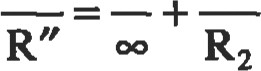 — = — + —
R″ ∞ R₂